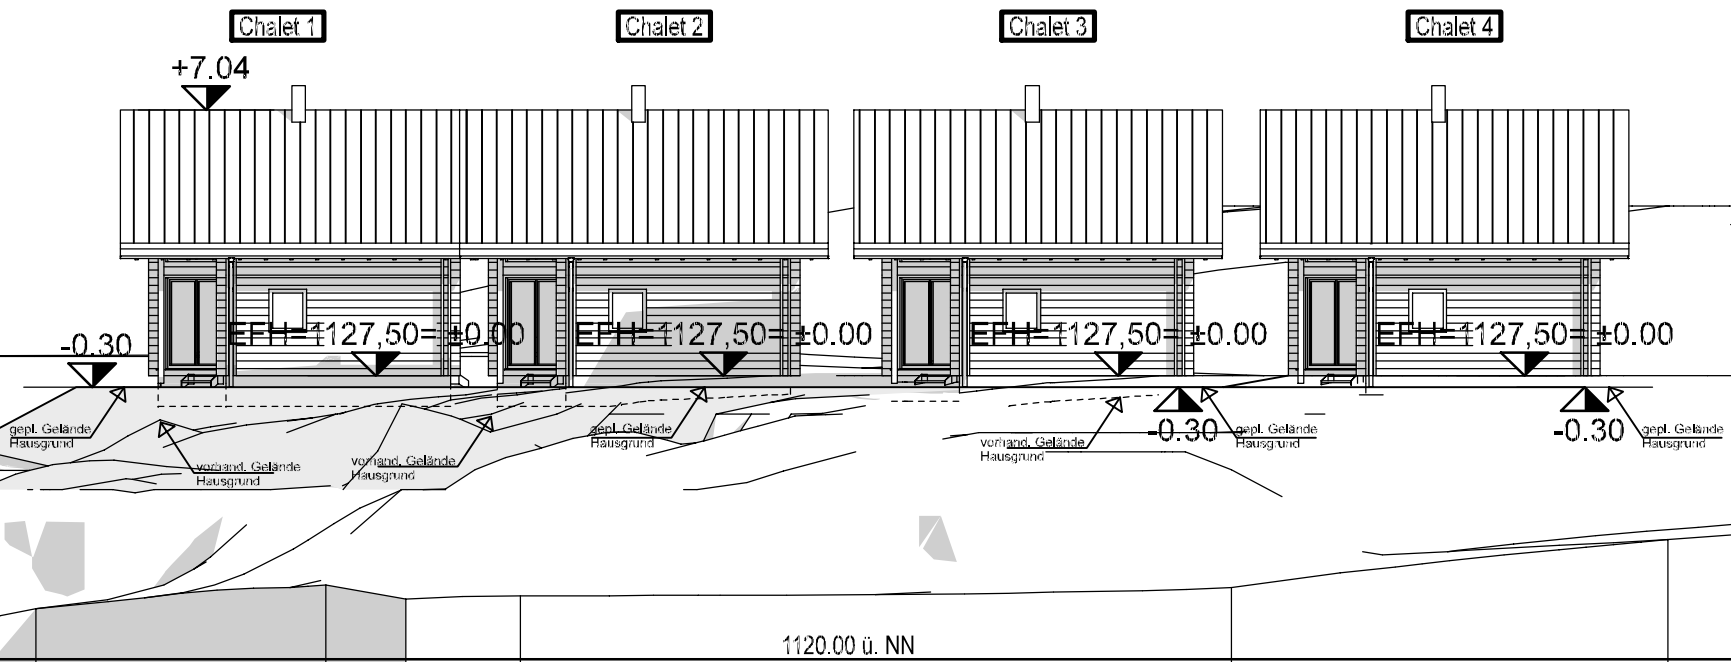 Chalet 1
Chalet 2
Chalet 3
Chalet 4
+7.04
-0.30
EFH=1127,50= ±0.00
EFH=1127,50= ±0.00
EFH=1127,50= ±0.00
EFH=1127,50= ±0.00
gepl. Gelände
Hausgrund
vorhand. Gelände
Hausgrund
vorhand. Gelände
Hausgrund
gepl. Gelände
Hausgrund
vorhand. Gelände
Hausgrund
-0.30
gepl. Gelände
Hausgrund
-0.30
gepl. Gelände
Hausgrund
1120.00 ü. NN